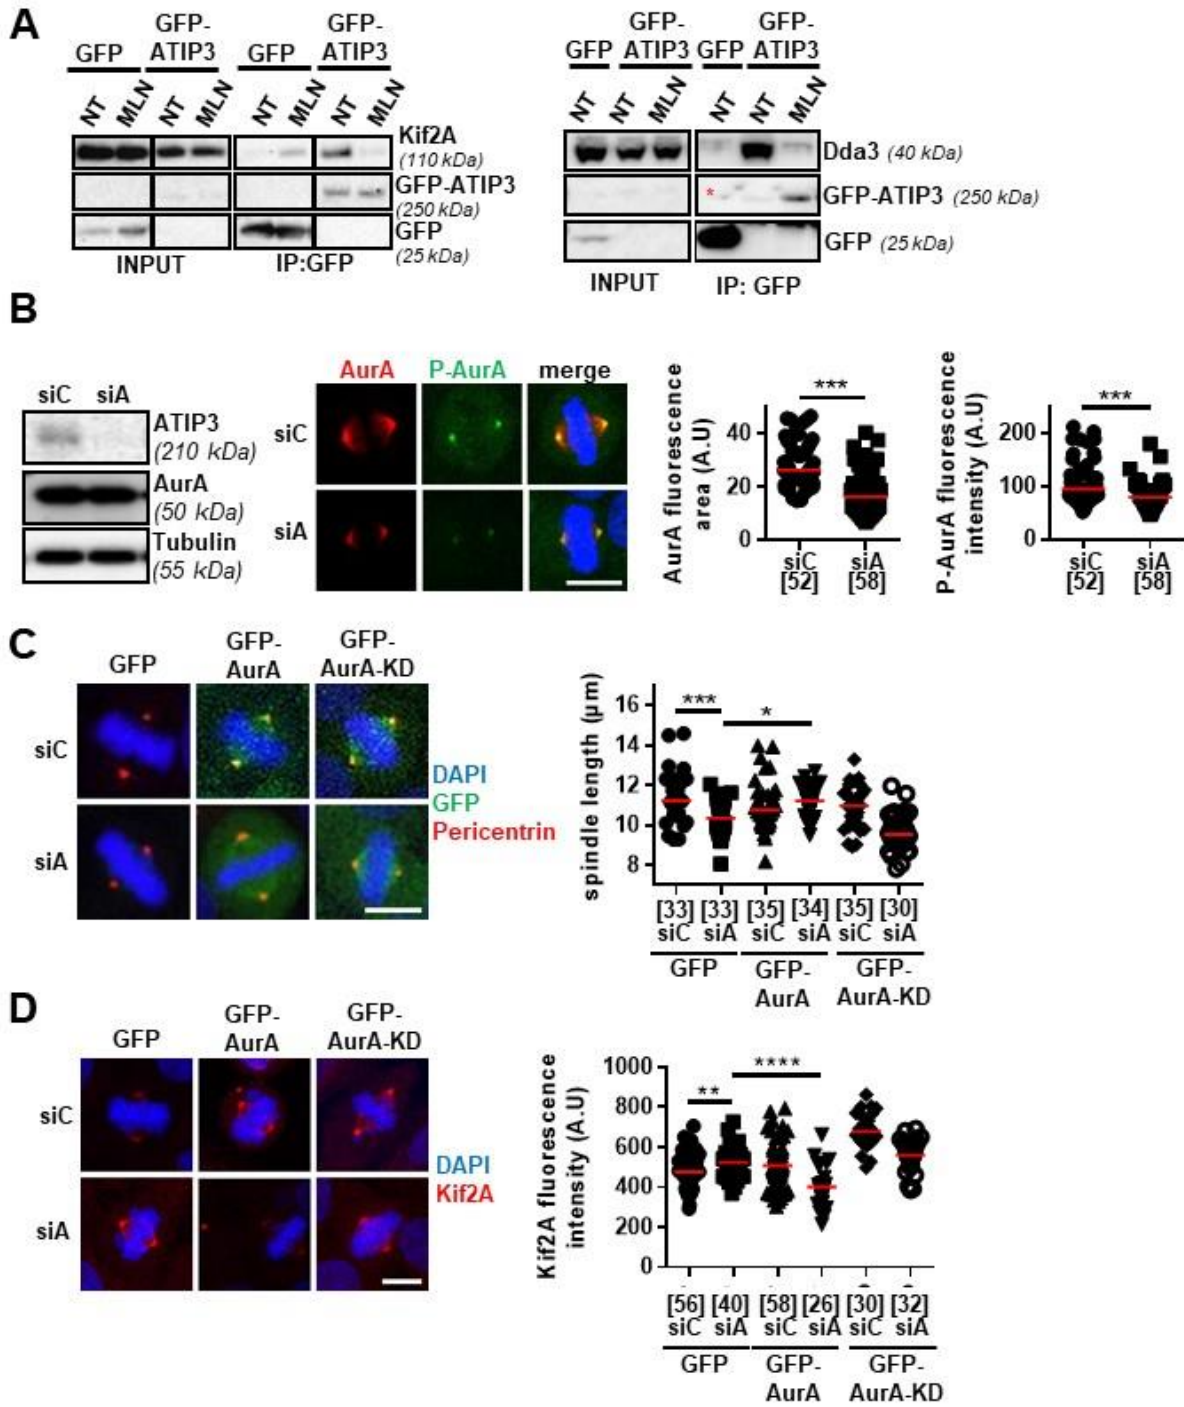 A
GFP
GFP-
ATIP3
GFP
GFP-
ATIP3
NT MLN NT MLN NT MLN NT MLN
Kif2A
(110 kDa)
GFP-ATIP3
(250 kDa)
GFP
(25 kDa)
INPUT IP:GFP
GFP
GFP-
ATIP3
GFP
GFP-
ATIP3
NT NT MLN NT NT MLN
Dda3 (40 kDa)
*
GFP-ATIP3 (250 kDa)
GFP (25 kDa)
INPUT IP: GFP
B
siC siA
ATIP3
(210 kDa)
AurA
(50 kDa)
Tubulin
(55 kDa)
AurA P-AurA merge
siC
siA
AurA fluorescence
area (A.U)
***
40
20
0
siC siA
[52] [58]
P-AurA fluorescence
intensity (A.U)
***
200
100
0
siC siA
[52] [58]
C
GFP
GFP-
AurA
GFP-
AurA-KD
siC
siA
DAPI
GFP
Pericentrin
spindle length (µm)
*** *
16
14
12
10
8
[33] [33] [35] [34] [35] [30]
siC siA siC siA siC siA
GFP GFP- GFP-
AurA AurA-KD
D
GFP
GFP-
AurA
GFP-
AurA-KD
siC
siA
DAPI
Kif2A
Kif2A fluorescence
intensity (A.U)
** ****
1000
800
600
400
200
0
[56] [40] [58] [26] [30] [32]
siC siA siC siA siC siA
GFP GFP- GFP-
AurA AurA-KD